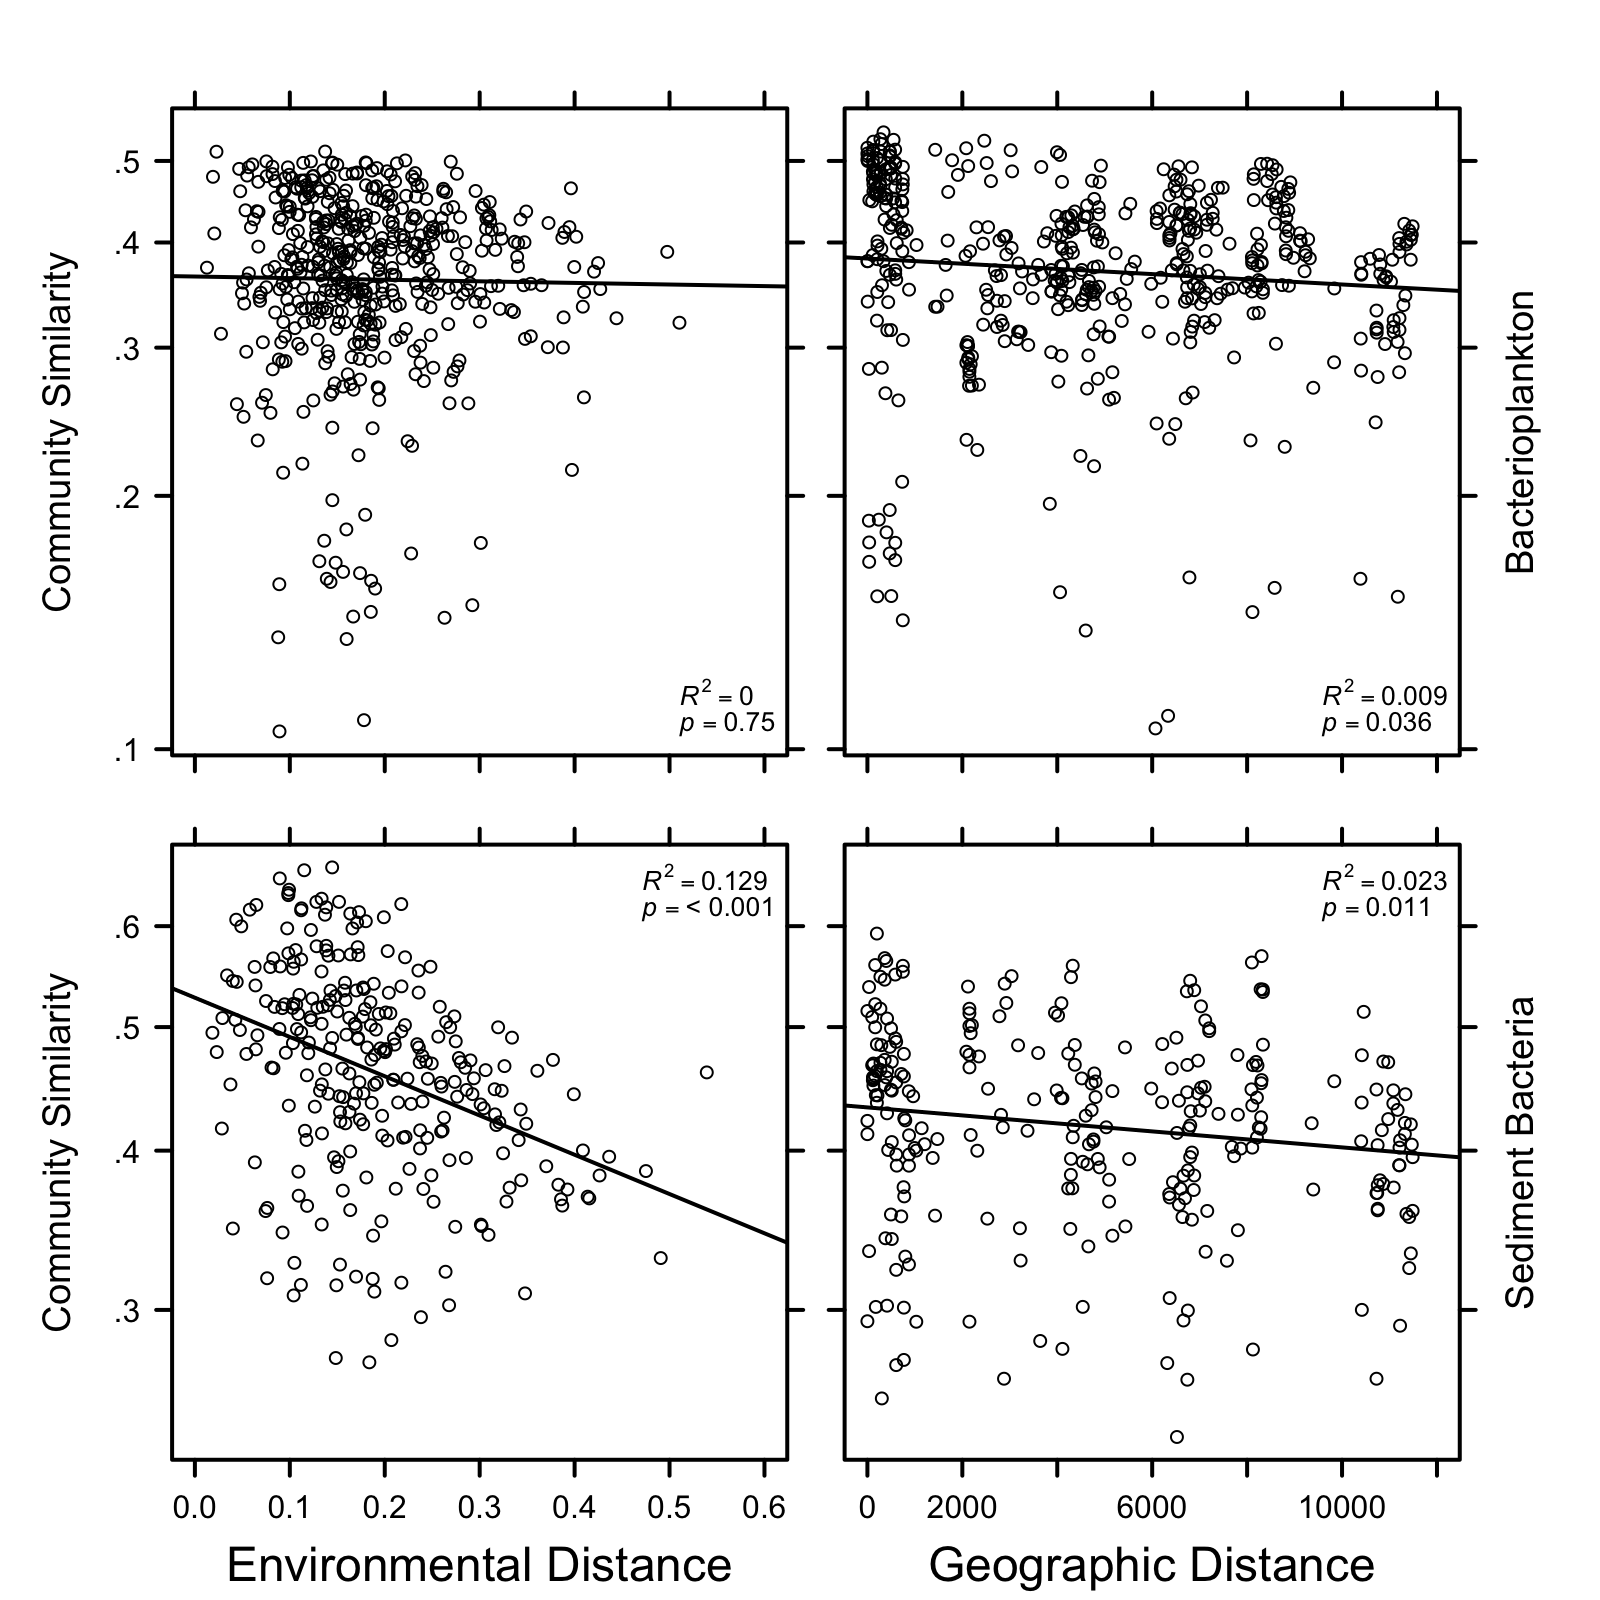 Community Similarity
.5
.4
.3
.2
.1
R² = 0
p = 0.75
R² = 0.009
p = 0.036
Bacterioplankton
Community Similarity
.6
.5
.4
.3
R² = 0.129
p = < 0.001
R² = 0.023
p = 0.011
Sediment Bacteria
0.0 0.1 0.2 0.3 0.4 0.5 0.6
0 2000 6000 10000
Environmental Distance
Geographic Distance